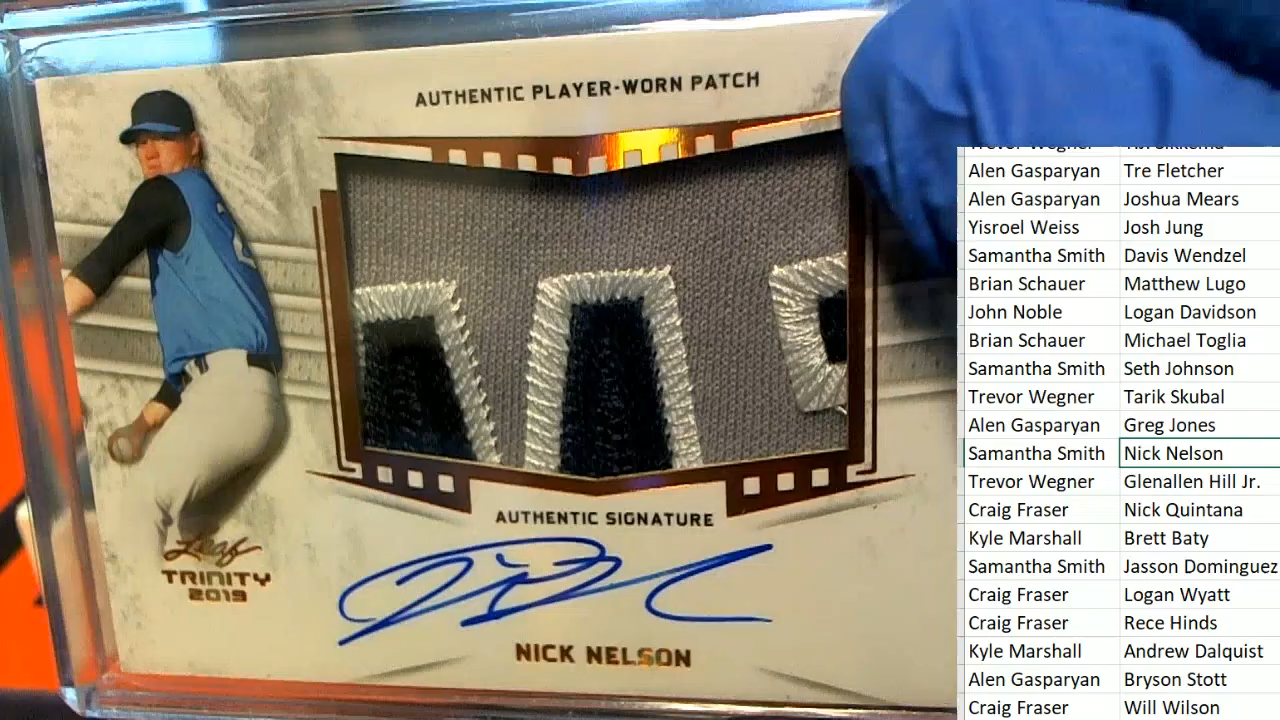 AUTHENTIC PLAYER-WORN PATCH
AUTHENTIC SIGNATURE
Leaf
TRINITY
2019
NICK NELSON
Trevor Wegner
Alen Gasparyan Tre Fletcher
Alen Gasparyan Joshua Mears
Yisroel Weiss Josh Jung
Samantha Smith Davis Wendzel
Brian Schauer Matthew Lugo
John Noble Logan Davidson
Brian Schauer Michael Toglia
Samantha Smith Seth Johnson
Trevor Wegner Tarik Skubal
Alen Gasparyan Greg Jones
Samantha Smith Nick Nelson
Trevor Wegner Glenallen Hill Jr.
Craig Fraser Nick Quintana
Kyle Marshall Brett Baty
Samantha Smith Jasson Dominguez
Craig Fraser Logan Wyatt
Craig Fraser Rece Hinds
Kyle Marshall Andrew Dalquist
Alen Gasparyan Bryson Stott
Craig Fraser Will Wilson